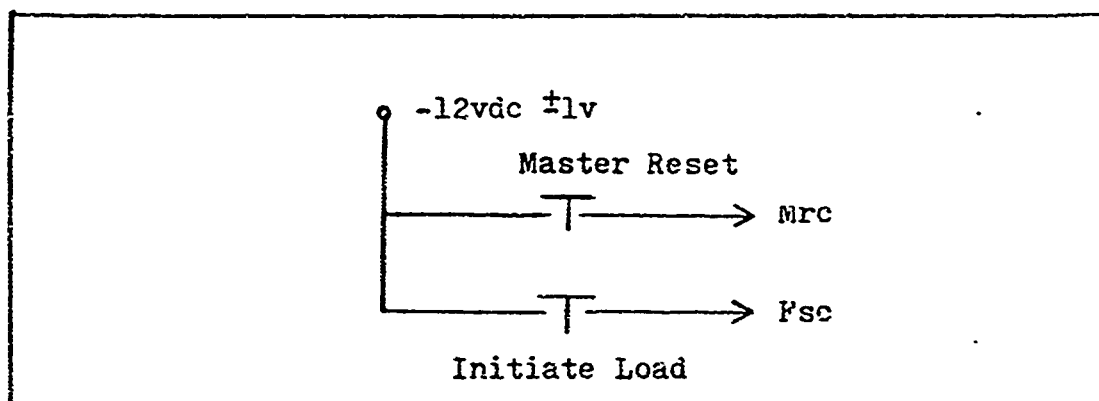 -12vdc ±1v
Master Reset
Mrc
Fsc
Initiate Load